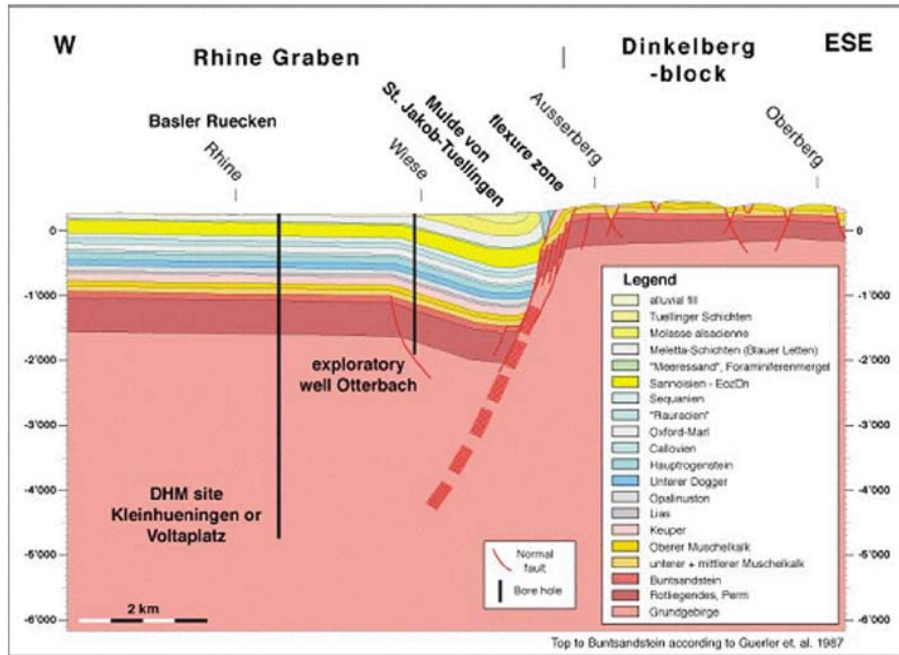 W
Rhine Graben
Dinkelberg
-block
ESE
Basler Ruecken
Rhine
Wiese
Mulde von
St. Jakob-Tuellingen
flexure zone
Ausserberg
Oberberg
0
-1'000
-2'000
-3'000
-4'000
-5'000
-6'000
0
-1'000
-2'000
-3'000
-4'000
-5'000
-6'000
exploratory
well Otterbach
DHM site
Kleinhueningen or
Voltaplatz
2 km
Normal
fault
Bore hole
Legend
alluvial fill
Tuellinger Schichten
Molasse alsacienne
Meletta-Schichten (Blauer Letten)
"Meeressand", Foraminiferenmergel
Sannoisien - EozDn
Sequanien
"Rauracien"
Oxford-Marl
Callovien
Hauptrogenstein
Unterer Dogger
Opalinuston
Lias
Keuper
Oberer Muschelkalk
unterer + mittlerer Muschelkalk
Buntsandstein
Rotliegendes, Perm
Grundgebirge
Top to Buntsandstein according to Guerler et. al. 1987